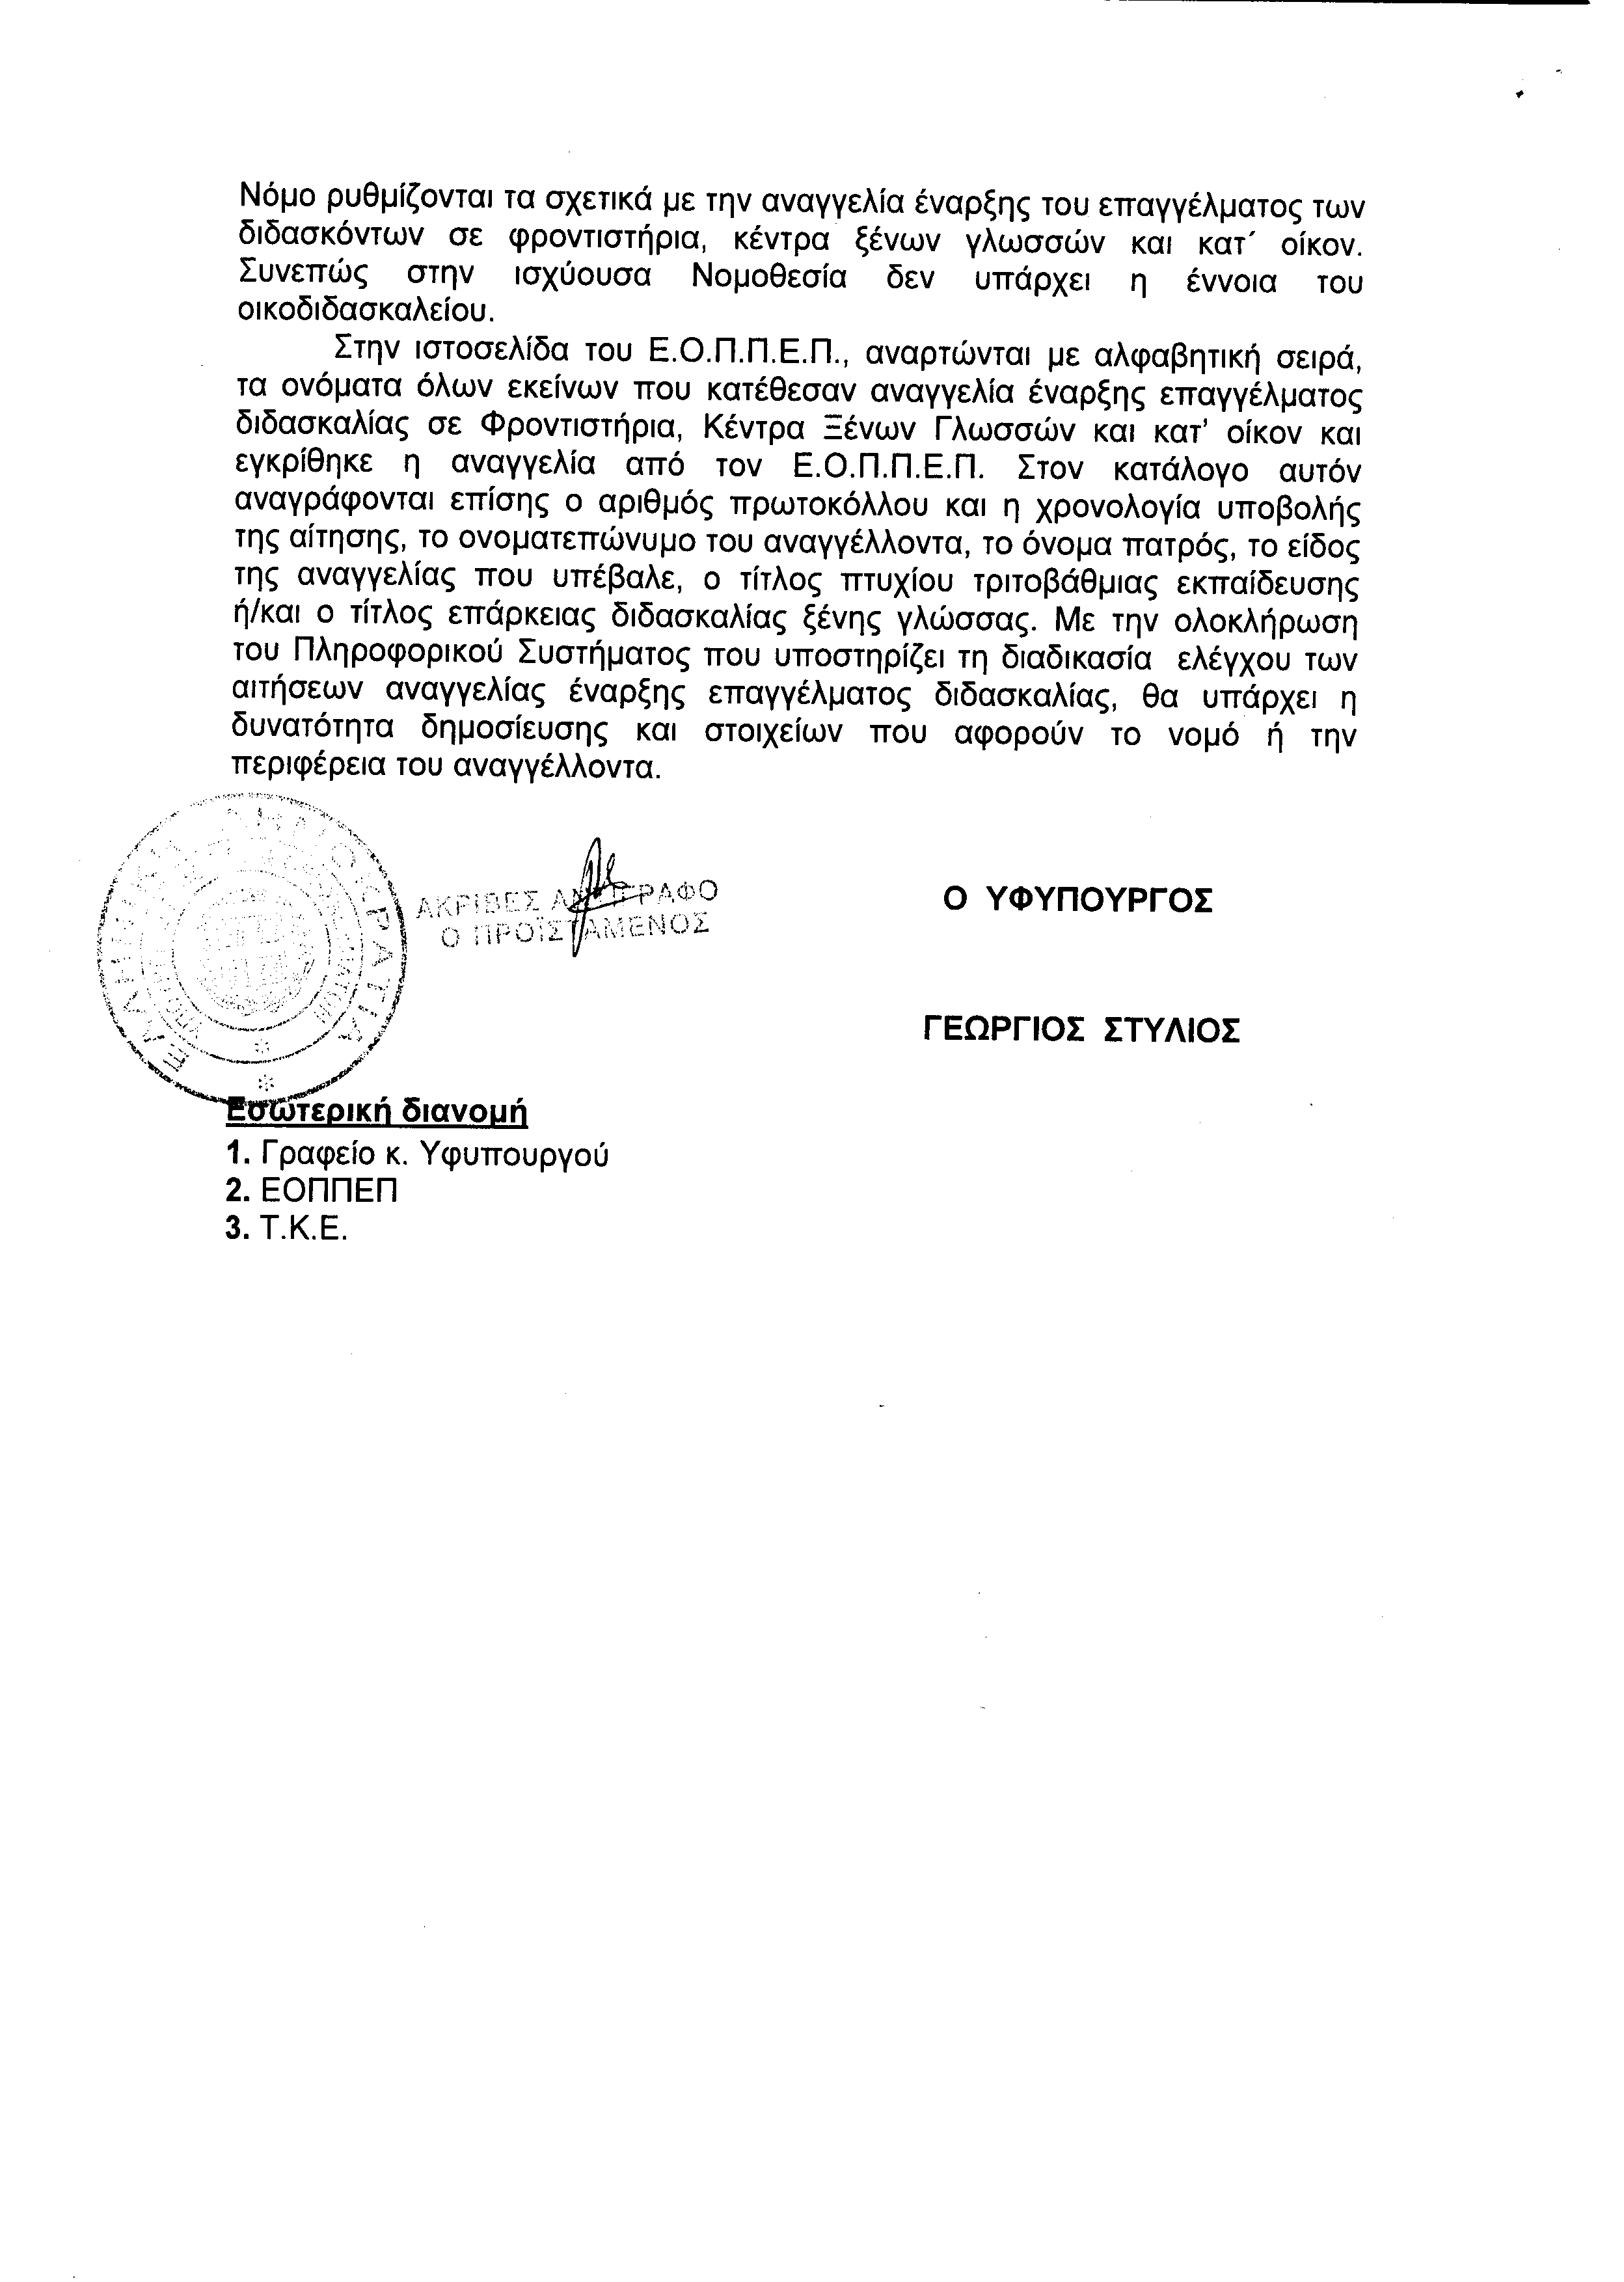 Νόμο ρυθμίζονται τα σχετικά με την αναγγελία έναρξης του επαγγέλματος των
διδασκόντων σε φροντιστήρια, κέντρα ξένων γλωσσών και κατ΄ οίκον.
Συνεπώς στην ισχύουσα Νομοθεσία δεν υπάρχει η έννοια του
οικοδιδασκαλείου.
Στην ιστοσελίδα του Ε.Ο.Π.Π.Ε.Π., αναρτώνται με αλφαβητική σειρά,
τα ονόματα όλων εκείνων που κατέθεσαν αναγγελία έναρξης επαγγέλματος
διδασκαλίας σε Φροντιστήρια, Κέντρα Ξένων Γλωσσών και κατ’ οίκον και
εγκρίθηκε η αναγγελία από τον Ε.Ο.Π.Π.Ε.Π. Στον κατάλογο αυτόν
αναγράφονται επίσης ο αριθμός πρωτοκόλλου και η χρονολογία υποβολής
της αίτησης, το ονοματεπώνυμο του αναγγέλλοντα, το όνομα πατρός, το είδος
της αναγγελίας που υπέβαλε, ο τίτλος πτυχίου τριτοβάθμιας εκπαίδευσης
ή/και ο τίτλος επάρκειας διδασκαλίας ξένης γλώσσας. Με την ολοκλήρωση
του Πληροφορικού Συστήματος που υποστηρίζει τη διαδικασία ελέγχου των
αιτήσεων αναγγελίας έναρξης επαγγέλματος διδασκαλίας, θα υπάρχει η
δυνατότητα δημοσίευσης και στοιχείων που αφορούν το νομό ή την
περιφέρεια του αναγγέλλοντα.
ΕΛΛΗΝΙΚΗ ΔΗΜΟΚΡΑΤΙΑ
ΑΚΡΙΒΕΣ ΑΝΤΙΓΡΑΦΟ
Ο ΠΡΟΪΣΤΑΜΕΝΟΣ
Ο ΥΦΥΠΟΥΡΓΟΣ
ΓΕΩΡΓΙΟΣ ΣΤΥΛΙΟΣ
Εσωτερική διανομή
1. Γραφείο κ. Υφυπουργού
2. ΕΟΠΠΕΠ
3. Τ.Κ.Ε.